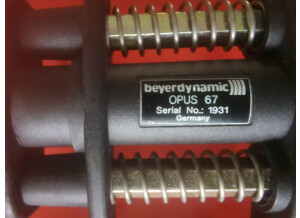 beyerdynamic))))
OPUS 67
Serial No.: 1931
Germany